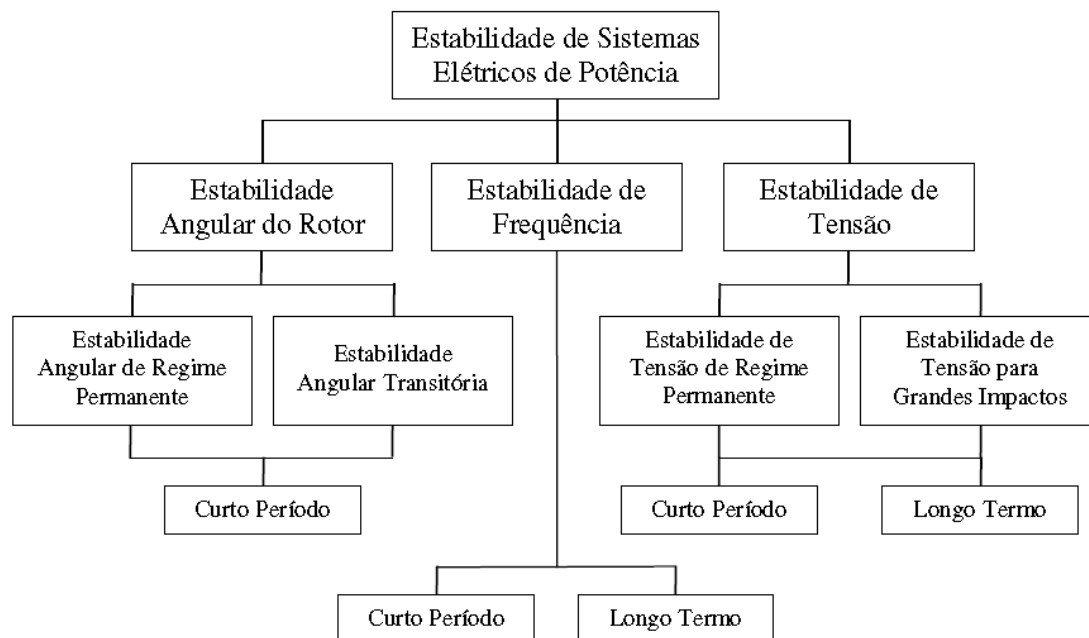 Estabilidade de Sistemas
Elétricos de Potência
Estabilidade
Angular do Rotor
Estabilidade de
Frequência
Estabilidade de
Tensão
Estabilidade
Angular de Regime
Permanente
Estabilidade
Angular Transitória
Estabilidade de
Tensão de Regime
Permanente
Estabilidade de
Tensão para
Grandes Impactos
Curto Período
Curto Período
Longo Termo
Curto Período
Longo Termo